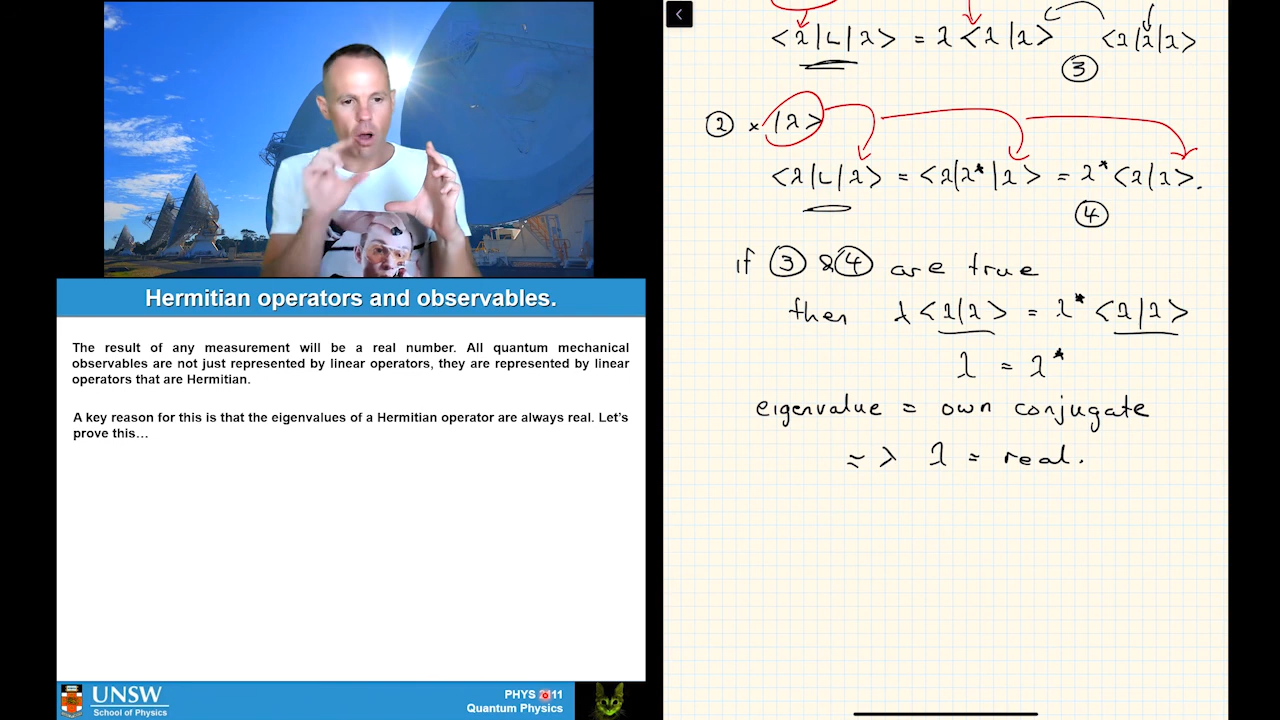 Hermitian operators and observables.
The result of any measurement will be a real number. All quantum mechanical
observables are not just represented by linear operators, they are represented by linear
operators that are Hermitian.
A key reason for this is that the eigenvalues of a Hermitian operator are always real. Let's
prove this…
UNSW
School of Physics
Quantum Physics
<λ|L|λ> = λ <λ|λ> <λ|λ|λ>
③
② × |λ>
<λ|L|λ> = <λ|λ*|λ> = λ* <λ|λ>.
④
if ③ & ④ are true
then λ <λ|λ> = λ* <λ|λ>
λ = λ*
eigenvalue = own conjugate
=> λ = real.